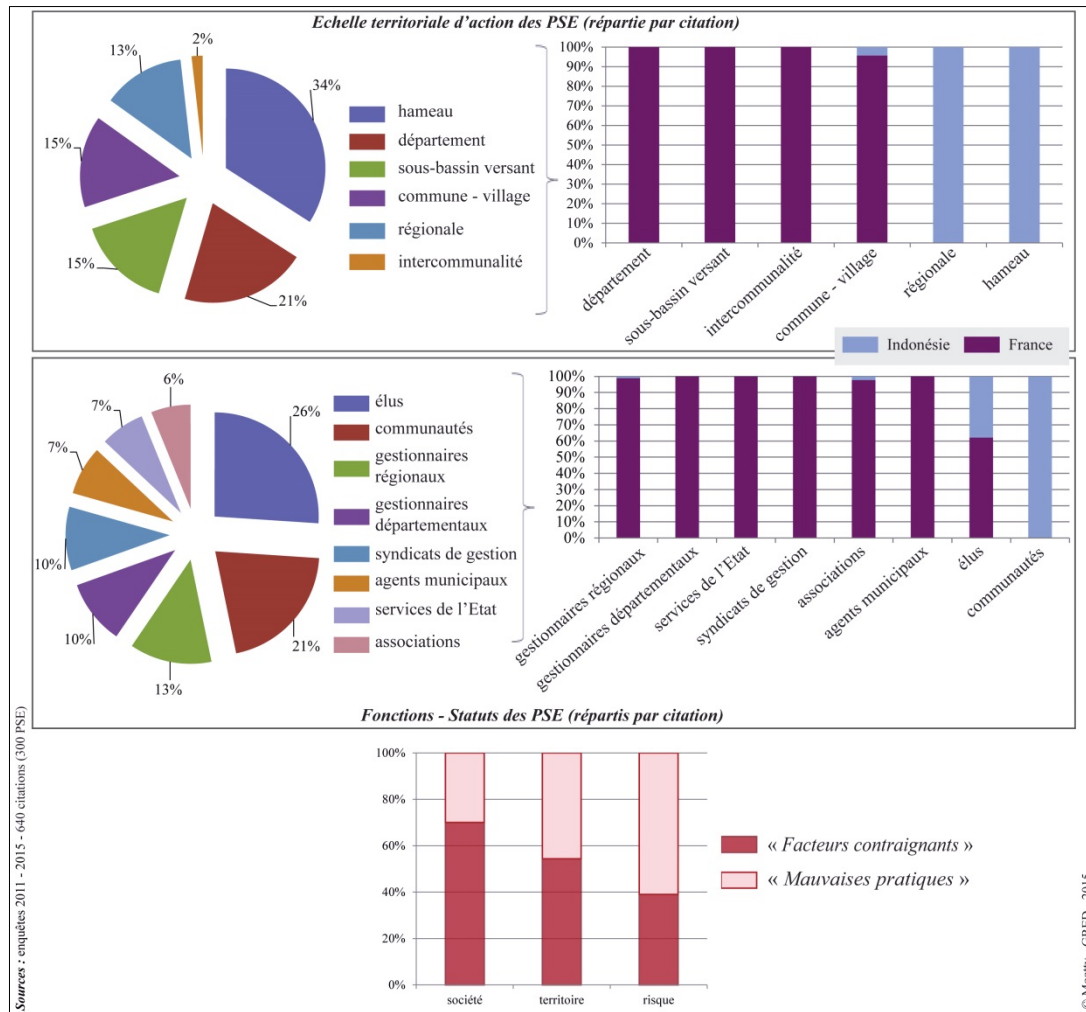 Echelle territoriale d'action des PSE (répartie par citation)
2%
13%
34%
15%
15%
21%
hameau
département
sous-bassin versant
commune - village
régionale
intercommunalité
100%
90%
80%
70%
60%
50%
40%
30%
20%
10%
0%
département
sous-bassin versant
intercommunalité
commune - village
régionale
hameau
Indonésie
France
6%
7%
26%
7%
10%
10%
13%
21%
élus
communautés
gestionnaires
régionaux
gestionnaires
départementaux
syndicats de gestion
agents municipaux
services de l'Etat
associations
100%
90%
80%
70%
60%
50%
40%
30%
20%
10%
0%
gestionnaires régionaux
gestionnaires départementaux
services de l'Etat
syndicats de gestion
associations
agents municipaux
élus
communautés
Fonctions - Statuts des PSE (répartis par citation)
100%
80%
60%
40%
20%
0%
société
territoire
risque
« Facteurs contraignants »
« Mauvaises pratiques »
Sources : enquêtes 2011 - 2015 - 640 citations (300 PSE)
2015